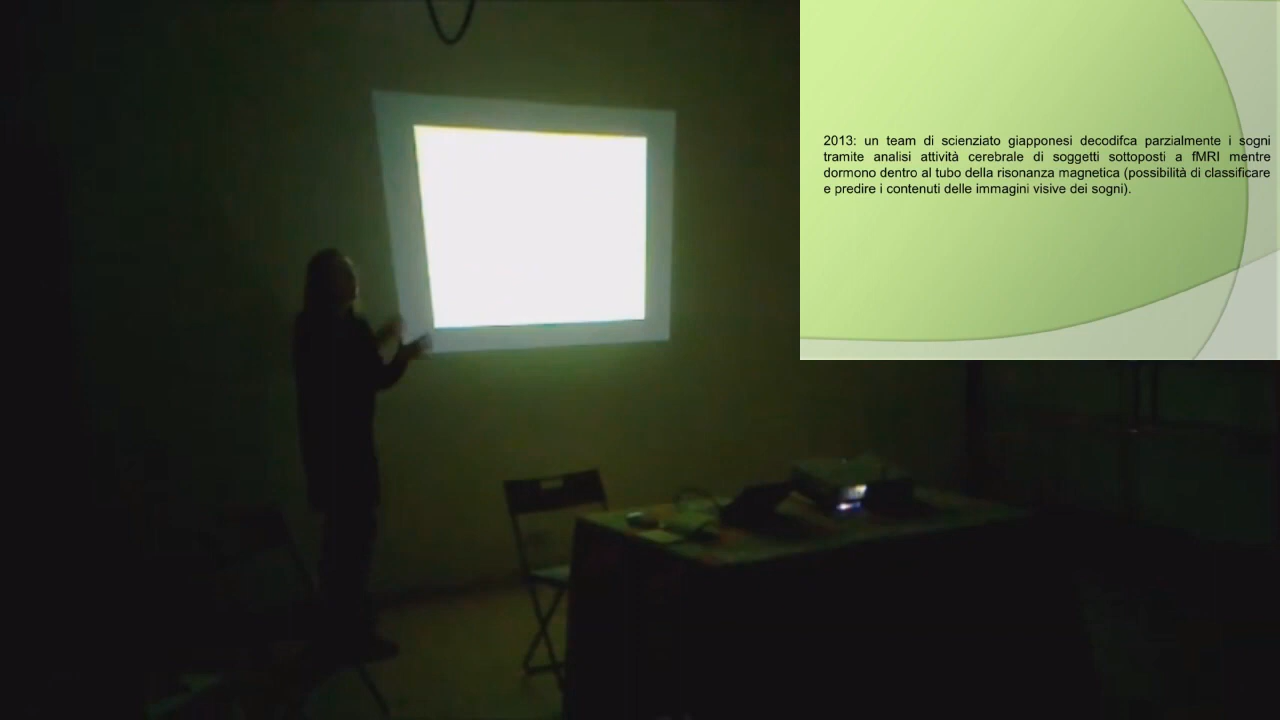 2013: un team di scienziato giapponesi decodifca parzialmente i sogni
tramite analisi attività cerebrale di soggetti sottoposti a fMRI mentre
dormono dentro al tubo della risonanza magnetica (possibilità di classificare
e predire i contenuti delle immagini visive dei sogni).